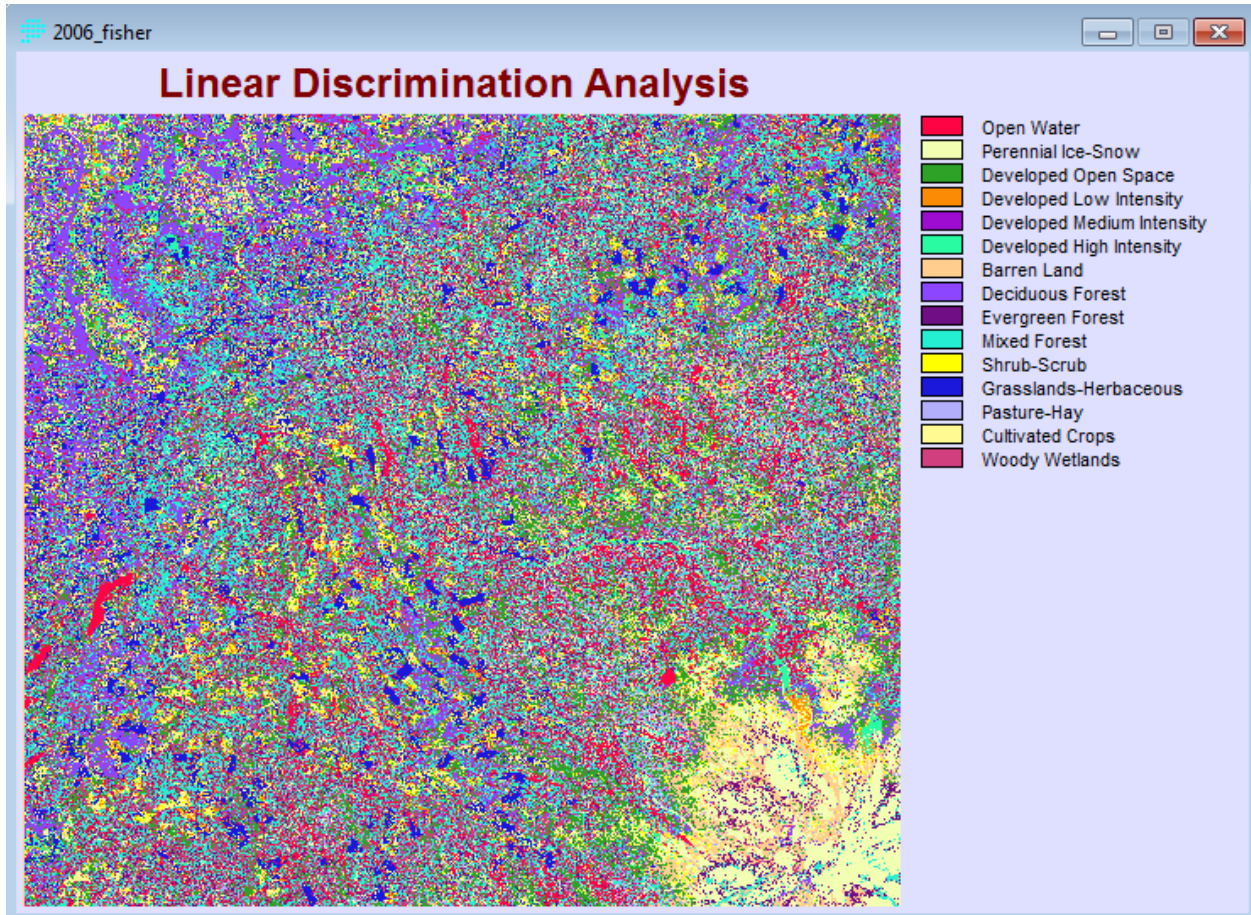 2006_fisher
Linear Discrimination Analysis
Open Water
Perennial Ice-Snow
Developed Open Space
Developed Low Intensity
Developed Medium Intensity
Developed High Intensity
Barren Land
Deciduous Forest
Evergreen Forest
Mixed Forest
Shrub-Scrub
Grasslands-Herbaceous
Pasture-Hay
Cultivated Crops
Woody Wetlands